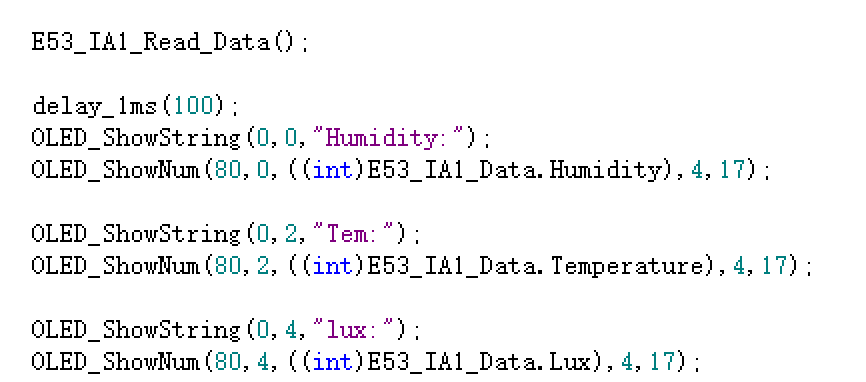 E53_IA1_Read_Data();
delay_1ms(100);
OLED_ShowString(0,0,"Humidity:");
OLED_ShowNum(80,0,((int)E53_IA1_Data.Humidity),4,17);
OLED_ShowString(0,2,"Tem:");
OLED_ShowNum(80,2,((int)E53_IA1_Data.Temperature),4,17);
OLED_ShowString(0,4,"lux:");
OLED_ShowNum(80,4,((int)E53_IA1_Data.Lux),4,17);